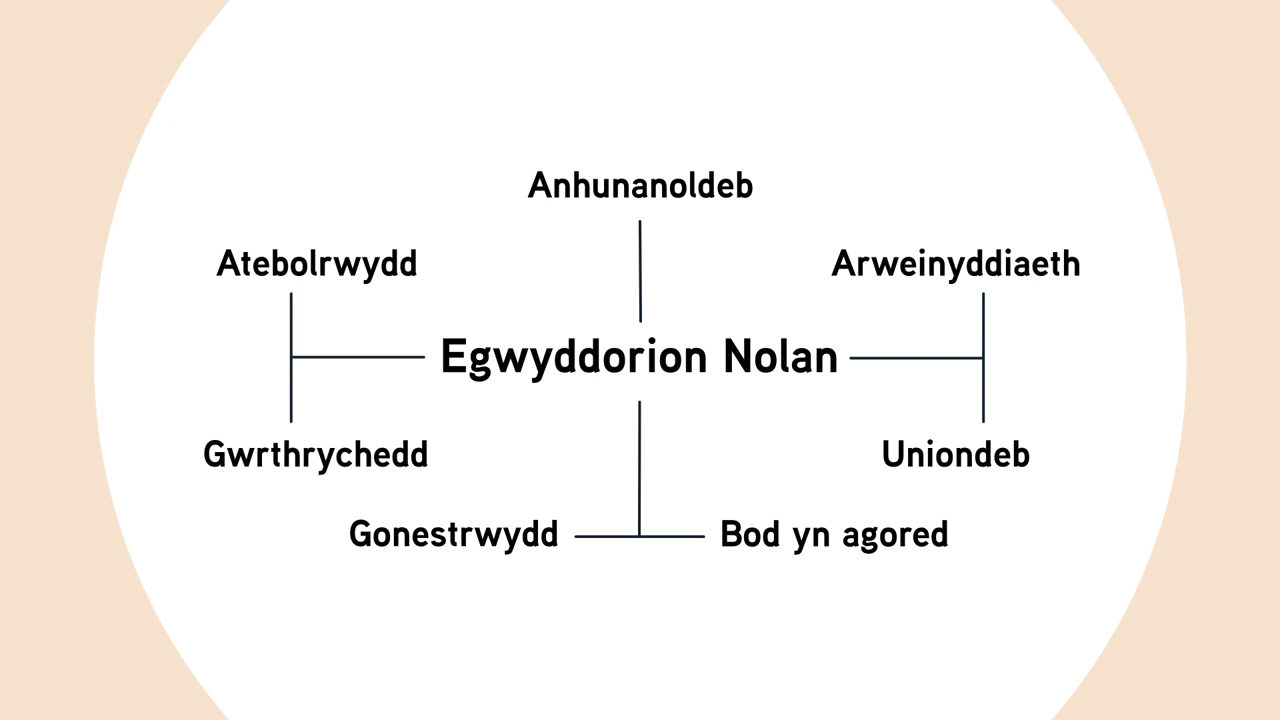 Anhunanoldeb
Atebolrwydd
Arweinyddiaeth
Egwyddorion Nolan
Gwrthrychedd
Uniondeb
Gonestrwydd
Bod yn agored